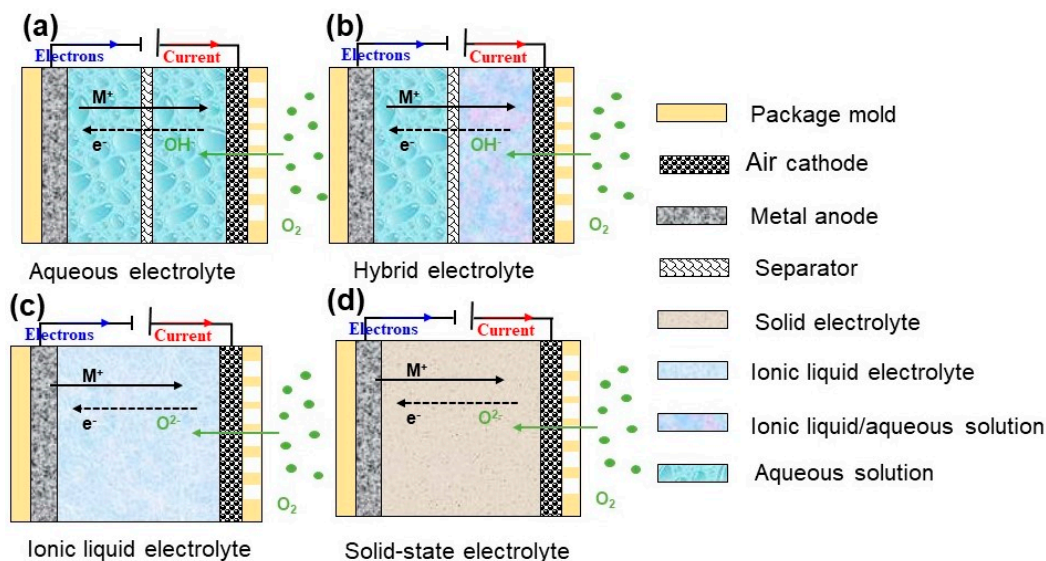 (a)
Electrons
Current
M⁺
e⁻
OH⁻
O₂
Aqueous electrolyte
(b)
Electrons
Current
M⁺
e⁻
OH⁻
O₂
Hybrid electrolyte
(c)
Electrons
Current
M⁺
e⁻
O²⁻
O₂
Ionic liquid electrolyte
(d)
Electrons
Current
M⁺
e⁻
O²⁻
O₂
Solid-state electrolyte
Package mold
Air cathode
Metal anode
Separator
Solid electrolyte
Ionic liquid electrolyte
Ionic liquid/aqueous solution
Aqueous solution